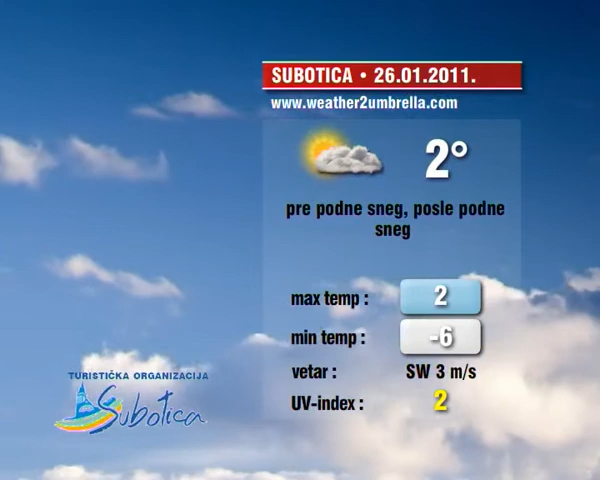 SUBOTICA • 26.01.2011.
www.weather2umbrella.com
2°
pre podne sneg, posle podne
sneg
max temp : 2
min temp : -6
vetar : SW 3 m/s
UV-index : 2
TURISTIČKA ORGANIZACIJA
Subotica